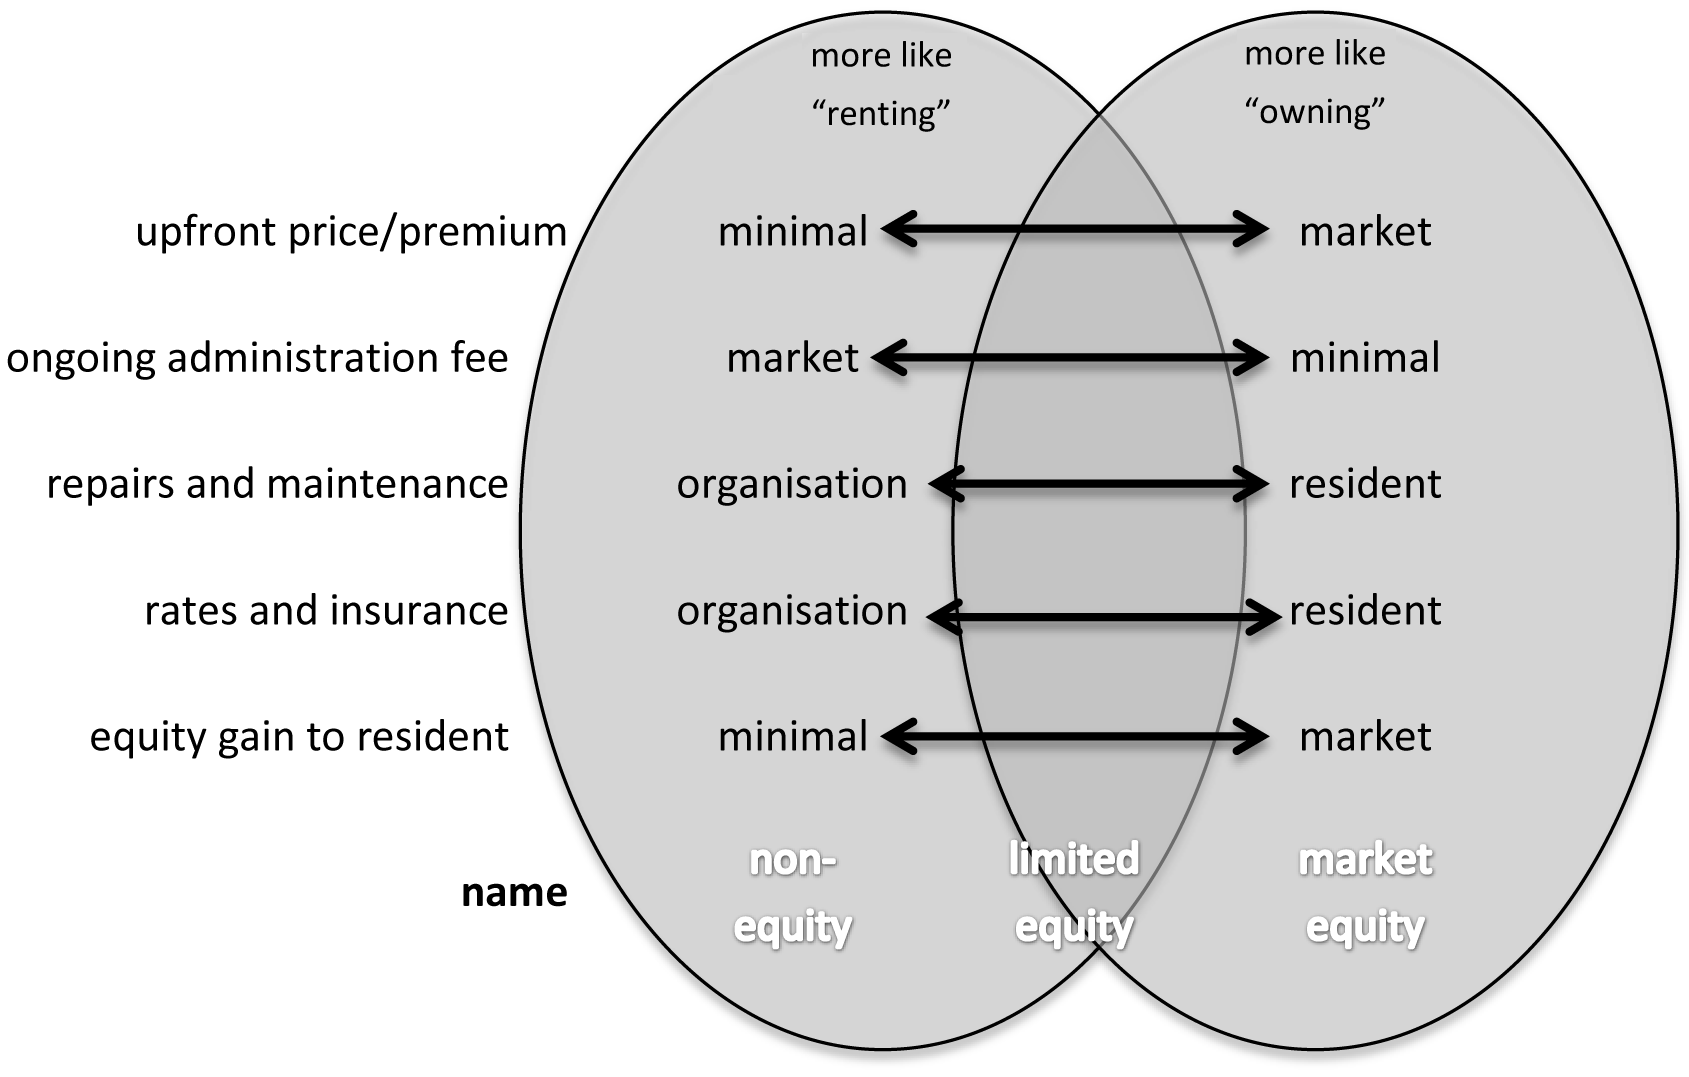 more like more like
“renting” “owning”
upfront price/premium minimal market
ongoing administration fee market minimal
repairs and maintenance organisation resident
rates and insurance organisation resident
equity gain to resident minimal market
non- limited market
name
equity equity equity